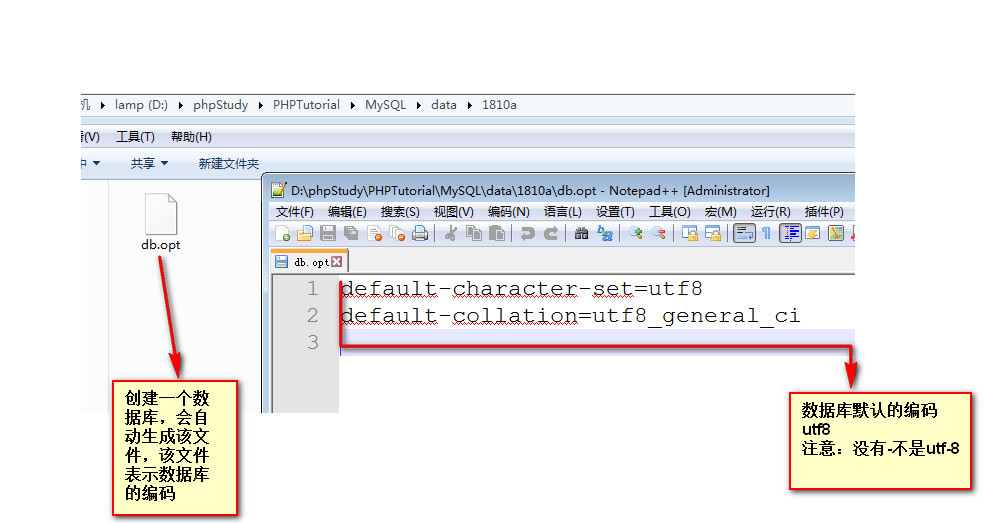 机 ▸ lamp (D:) ▸ phpStudy ▸ PHPTutorial ▸ MySQL ▸ data ▸ 1810a
(V) 工具(T) 帮助(H)
中 共享 新建文件夹
D:\phpStudy\PHPTutorial\MySQL\data\1810a\db.opt - Notepad++ [Administrator]
文件(F) 编辑(E) 搜索(S) 视图(V) 编码(N) 语言(L) 设置(T) 工具(O) 宏(M) 运行(R) 插件(P)
db.opt
db.opt
1 default-character-set=utf8
2 default-collation=utf8_general_ci
3
创建一个数
据库，会自
动生成该文
件，该文件
表示数据库
的编码
数据库默认的编码
utf8
注意：没有-不是utf-8